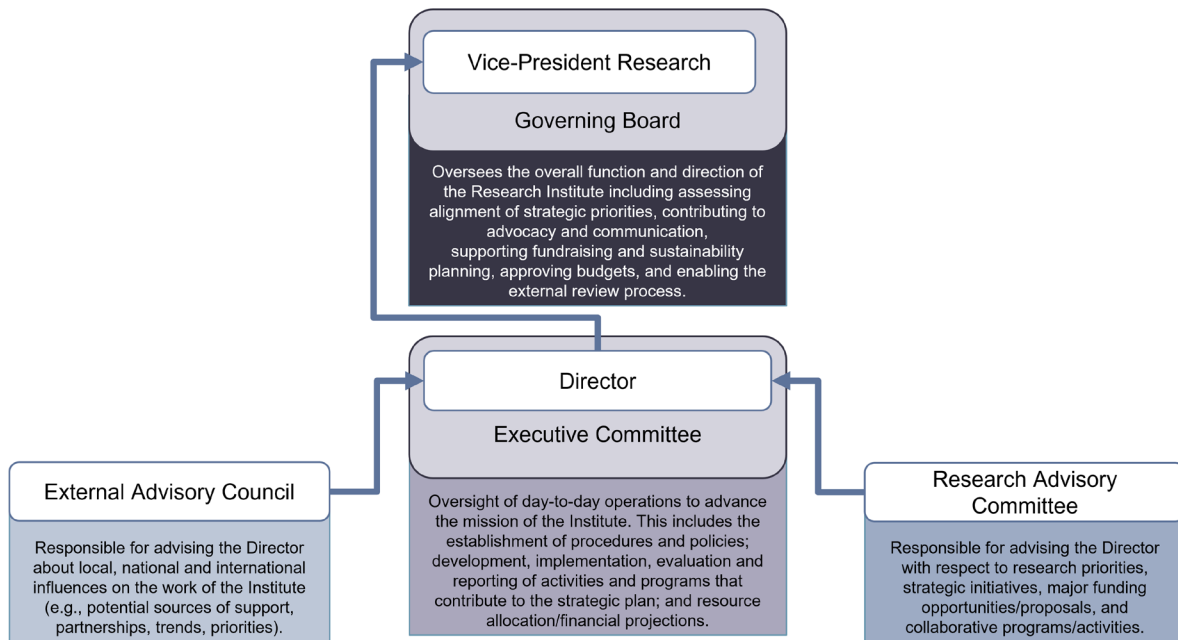 Vice-President Research
Governing Board
Oversees the overall function and direction of
the Research Institute including assessing
alignment of strategic priorities, contributing to
advocacy and communication,
supporting fundraising and sustainability
planning, approving budgets, and enabling the
external review process.
Director
Executive Committee
Oversight of day-to-day operations to advance
the mission of the Institute. This includes the
establishment of procedures and policies;
development, implementation, evaluation and
reporting of activities and programs that
contribute to the strategic plan; and resource
allocation/financial projections.
External Advisory Council
Responsible for advising the Director
about local, national and international
influences on the work of the Institute
(e.g., potential sources of support,
partnerships, trends, priorities).
Research Advisory
Committee
Responsible for advising the Director
with respect to research priorities,
strategic initiatives, major funding
opportunities/proposals, and
collaborative programs/activities.